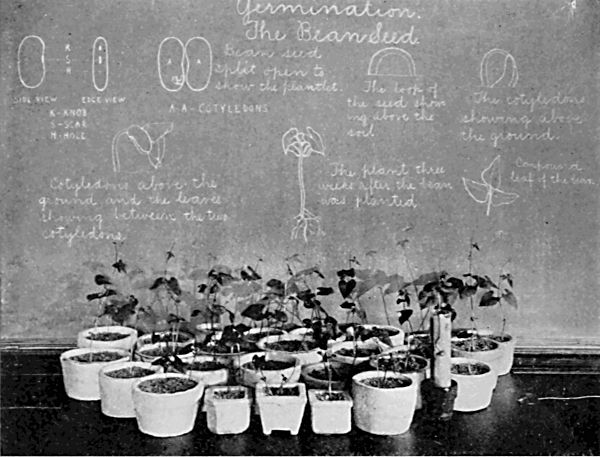 Germination.
The Bean Seed.
K
S
H
A
B
A
A
SIDE VIEW
EDGE VIEW
K-KNOB
S-SCAR
H-HOLE
A-A-COTYLEDONS
Bean seed
split open to
show the plantlet.
The loop of
the seed show-
ing above the
soil.
The cotyledons
showing above
the ground.
Cotyledons above the
ground and the leaves
showing between the two
cotyledons.
The plant three
weeks after the bean
was planted
Compound
leaf of the bean